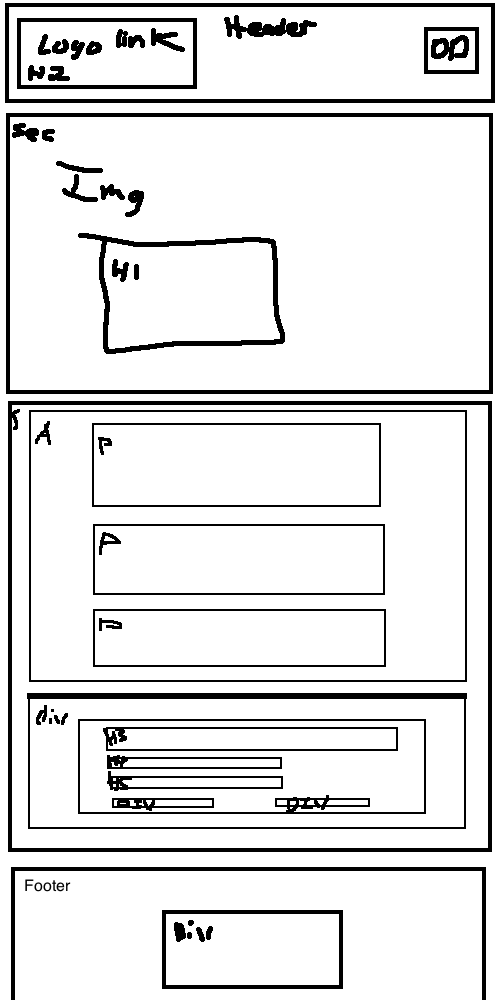 Header
Logo link
H2
DD
sec
Img
H1
S
A
P
P
P
div
H3
H4
H5
DIV DIV
Footer
Div